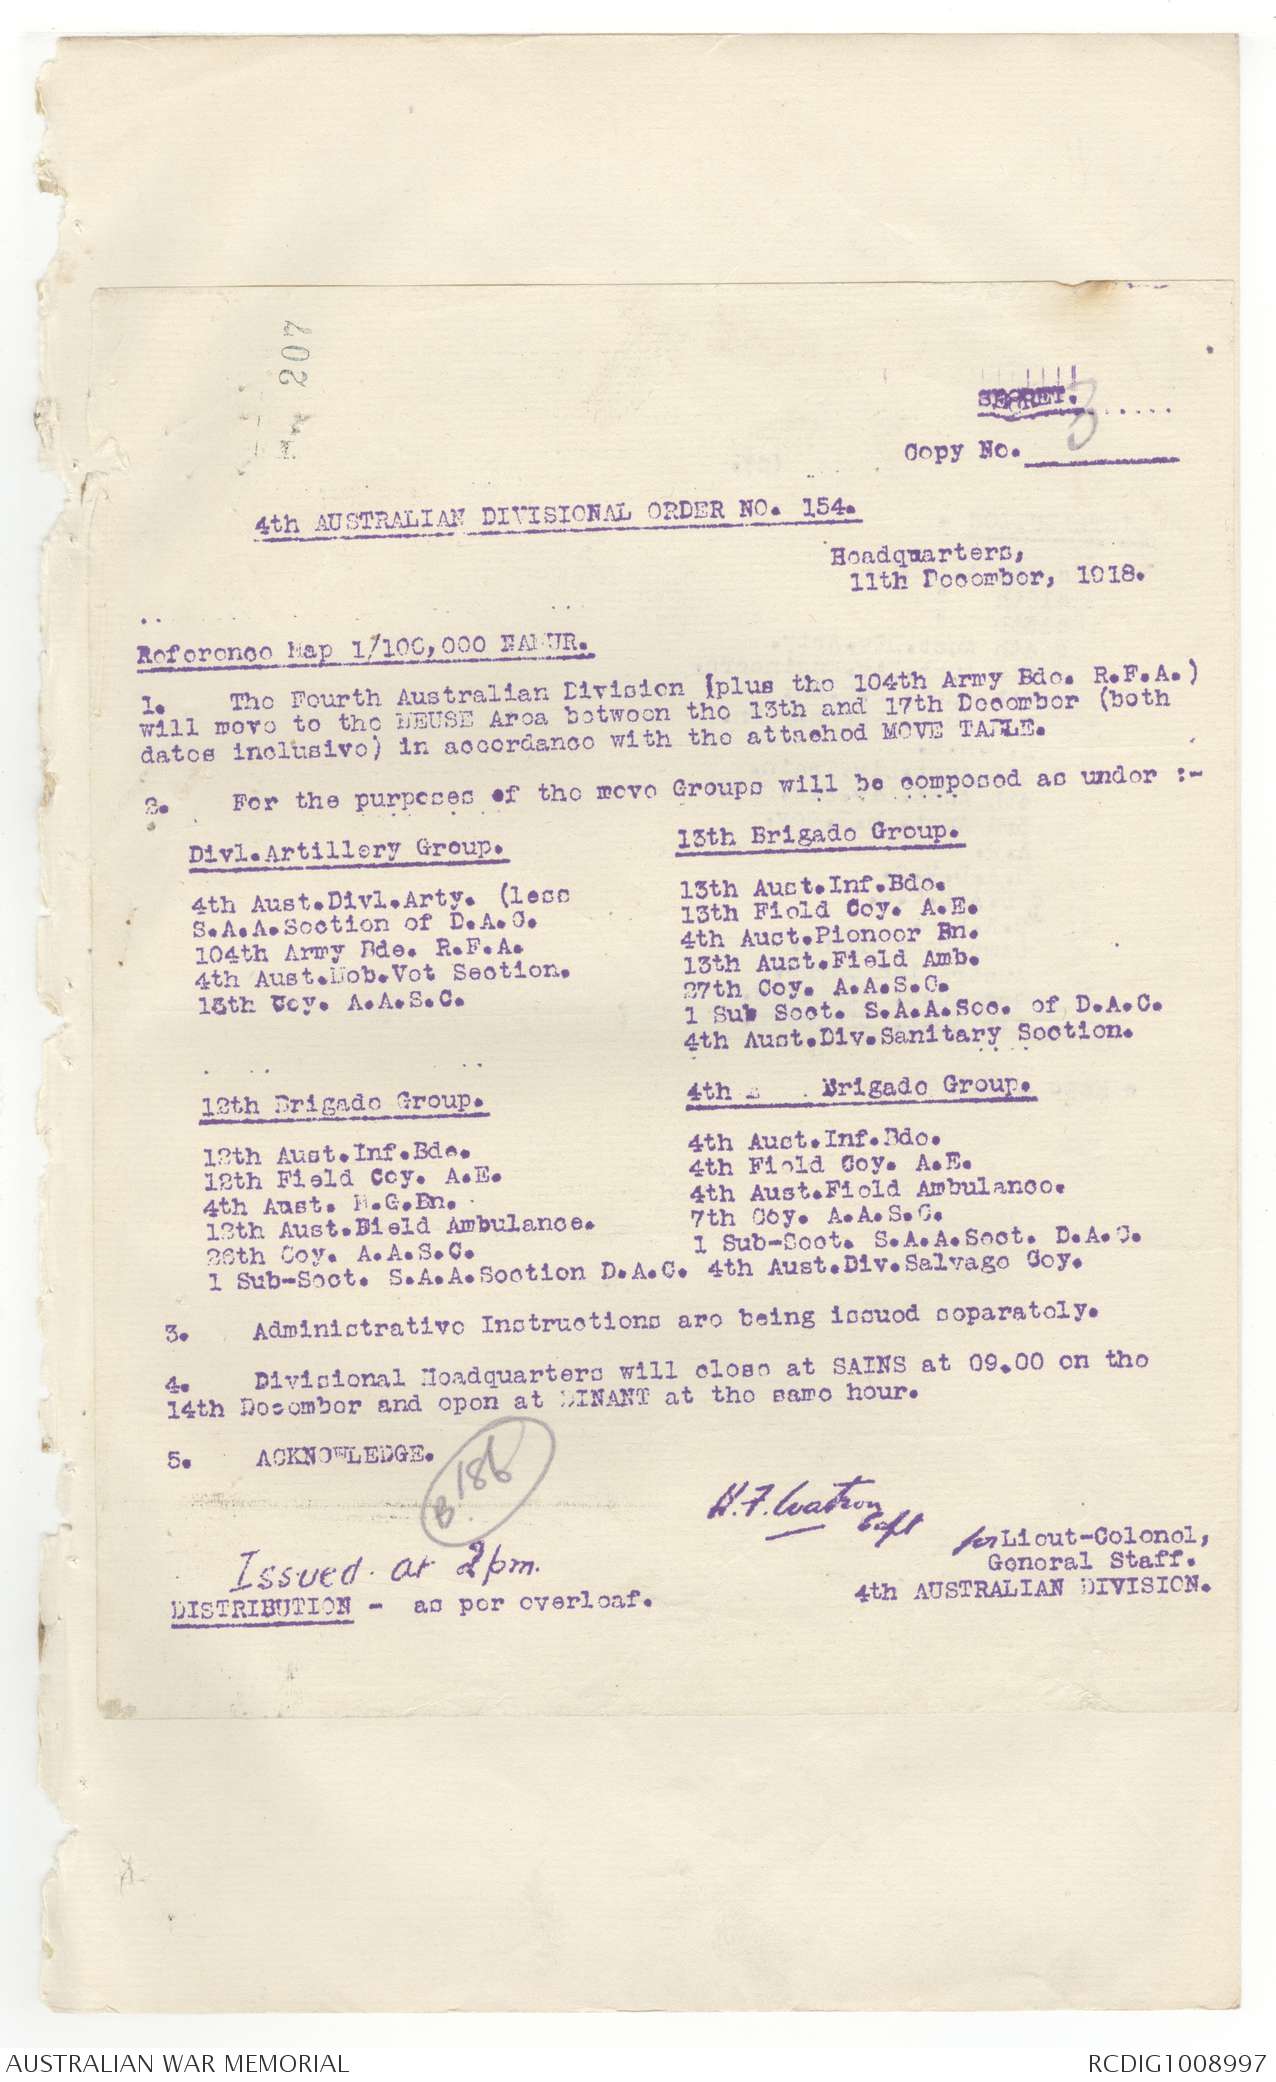 207
SECRET.
Copy No. 3
4th AUSTRALIAN DIVISIONAL ORDER NO. 154.
Headquarters,
11th December, 1918.
Reference Map 1/100,000 NAMUR.
1. The Fourth Australian Division (plus the 104th Army Bde. R.F.A.)
will move to the MEUSE Area between the 13th and 17th December (both
dates inclusive) in accordance with the attached MOVE TABLE.
2. For the purposes of the move Groups will be composed as under :-
Divl.Artillery Group.
4th Aust.Divl.Arty. (less
S.A.A.Section of D.A.C.
104th Army Bde. R.F.A.
4th Aust.Mob.Vet Section.
18th Coy. A.A.S.C.
13th Brigade Group.
13th Aust.Inf.Bde.
13th Field Coy. A.E.
4th Aust.Pioneer Bn.
13th Aust.Field Amb.
27th Coy. A.A.S.C.
1 Sub Sect. S.A.A.Sec. of D.A.C.
4th Aust.Div.Sanitary Section.
12th Brigade Group.
12th Aust.Inf.Bde.
12th Field Coy. A.E.
4th Aust. M.G.Bn.
12th Aust.Field Ambulance.
26th Coy. A.A.S.C.
1 Sub-Sect. S.A.A.Section D.A.C.
4th Brigade Group.
4th Aust.Inf.Bde.
4th Field Coy. A.E.
4th Aust.Field Ambulance.
7th Coy. A.A.S.C.
1 Sub-Sect. S.A.A.Sect. D.A.C.
4th Aust.Div.Salvage Coy.
3. Administrative Instructions are being issued separately.
4. Divisional Headquarters will close at SAINS at 09.00 on the
14th December and open at DINANT at the same hour.
5. ACKNOWLEDGE.
B.186
H.F. Watson
Capt
for Lieut-Colonel,
General Staff.
4th AUSTRALIAN DIVISION.
Issued at 2pm.
DISTRIBUTION - as per overleaf.
AUSTRALIAN WAR MEMORIAL
RCDIG1008997